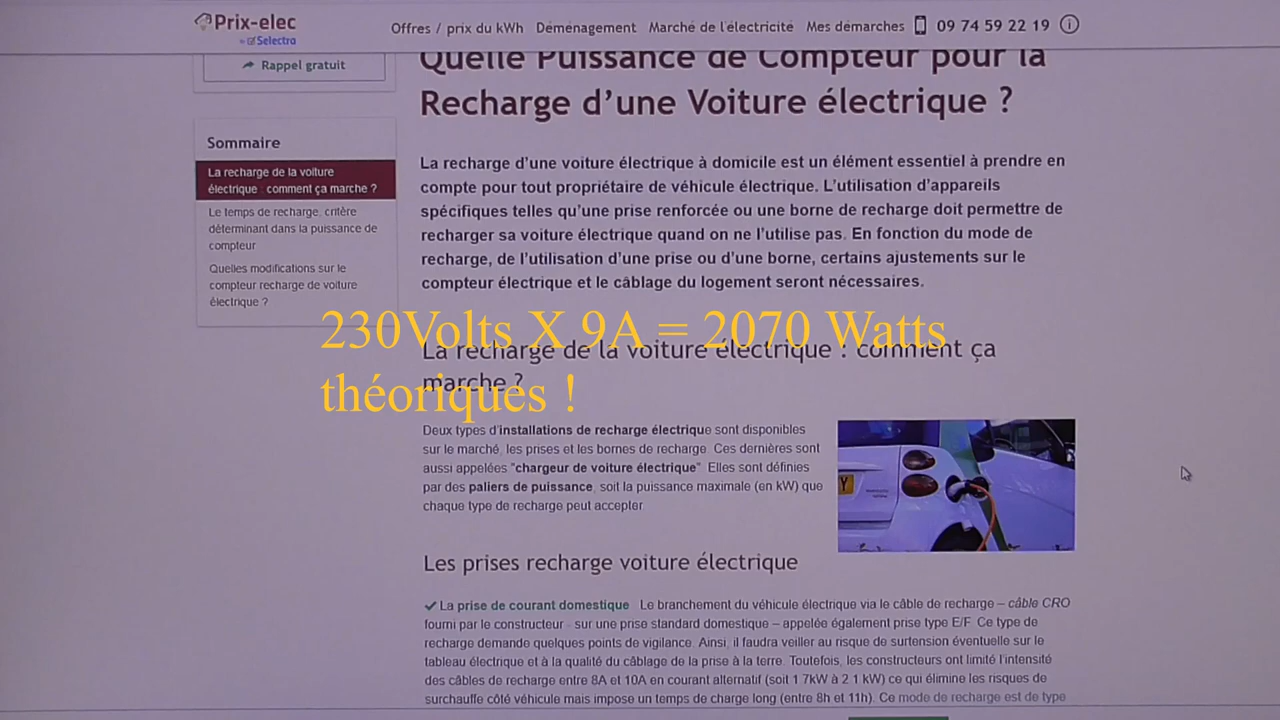 Prix-elec
by Selectra
Offres / prix du kWh Déménagement Marché de l'électricité Mes démarches 09 74 59 22 19
Rappel gratuit
Sommaire
La recharge de la voiture
électrique : comment ça marche ?
Le temps de recharge, critère
déterminant dans la puissance de
compteur
Quelles modifications sur le
compteur recharge de voiture
électrique ?
Quelle Puissance de Compteur pour la
Recharge d'une Voiture électrique ?
La recharge d'une voiture électrique à domicile est un élément essentiel à prendre en
compte pour tout propriétaire de véhicule électrique. L'utilisation d'appareils
spécifiques telles qu'une prise renforcée ou une borne de recharge doit permettre de
recharger sa voiture électrique quand on ne l'utilise pas. En fonction du mode de
recharge, de l'utilisation d'une prise ou d'une borne, certains ajustements sur le
compteur électrique et le câblage du logement seront nécessaires.
230Volts X 9A = 2070 Watts
théoriques !
La recharge de la voiture électrique : comment ça
marche ?
Deux types d'installations de recharge électrique sont disponibles
sur le marché, les prises et les bornes de recharge. Ces dernières sont
aussi appelées "chargeur de voiture électrique". Elles sont définies
par des paliers de puissance, soit la puissance maximale (en kW) que
chaque type de recharge peut accepter.
Y
Les prises recharge voiture électrique
La prise de courant domestique : Le branchement du véhicule électrique via le câble de recharge – câble CRO
fourni par le constructeur - sur une prise standard domestique – appelée également prise type E/F. Ce type de
recharge demande quelques points de vigilance. Ainsi, il faudra veiller au risque de surtension éventuelle sur le
tableau électrique et à la qualité du câblage de la prise à la terre. Toutefois, les constructeurs ont limité l'intensité
des câbles de recharge entre 8A et 10A en courant alternatif (soit 1.7kW à 2.1 kW) ce qui élimine les risques de
surchauffe côté véhicule mais impose un temps de charge long (entre 8h et 11h). Ce mode de recharge est de type